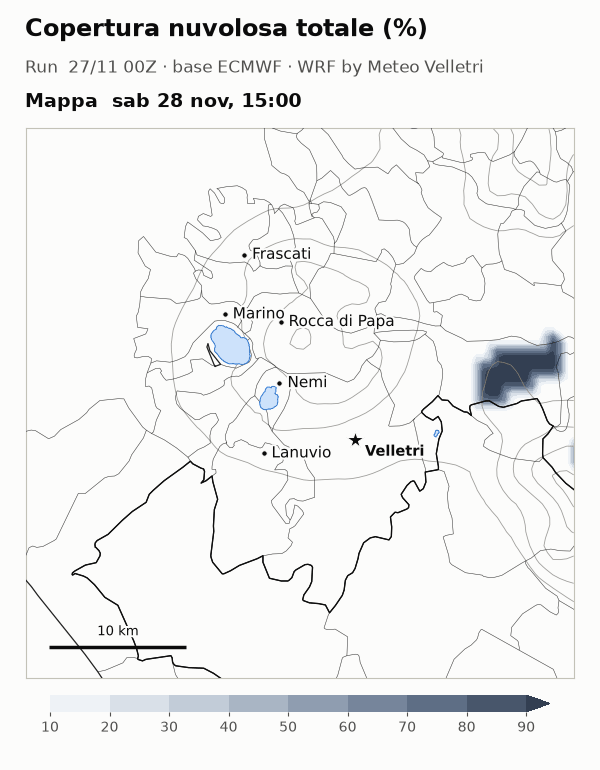 Copertura nuvolosa totale (%)
Run  27/11 00Z · base ECMWF · WRF by Meteo Velletri
Mappa  sab 28 nov, 15:00
Frascati
Marino
Rocca di Papa
Nemi
Velletri
Lanuvio
10 km
10 20 30 40 50 60 70 80 90